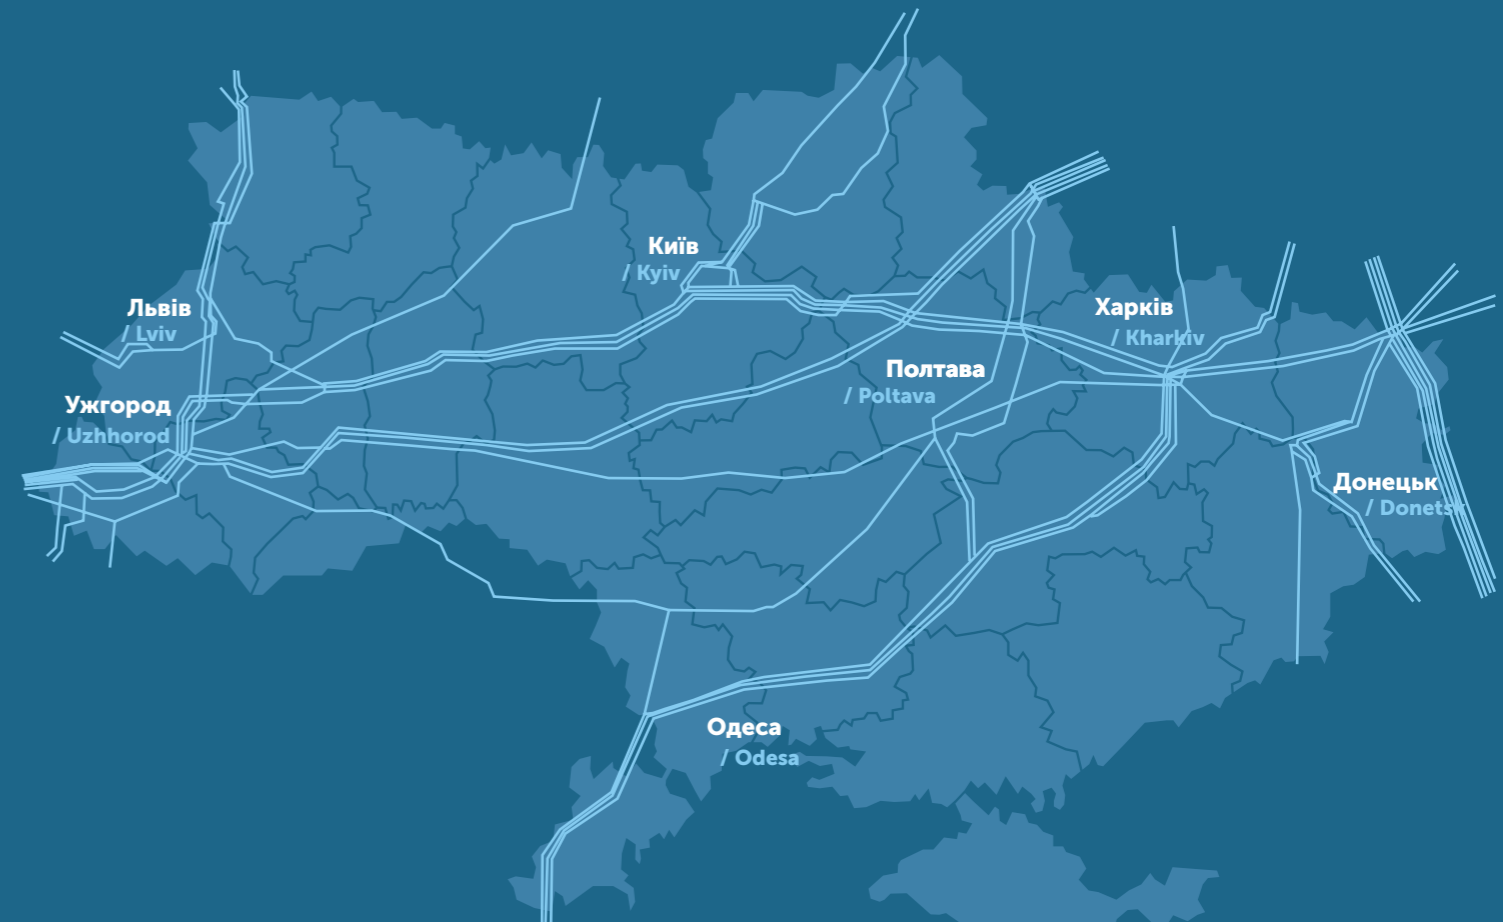 Київ
/ Kyiv
Львів
/ Lviv
Харків
/ Kharkiv
Полтава
/ Poltava
Ужгород
/ Uzhhorod
Донецьк
/ Donetsk
Одеса
/ Odesa